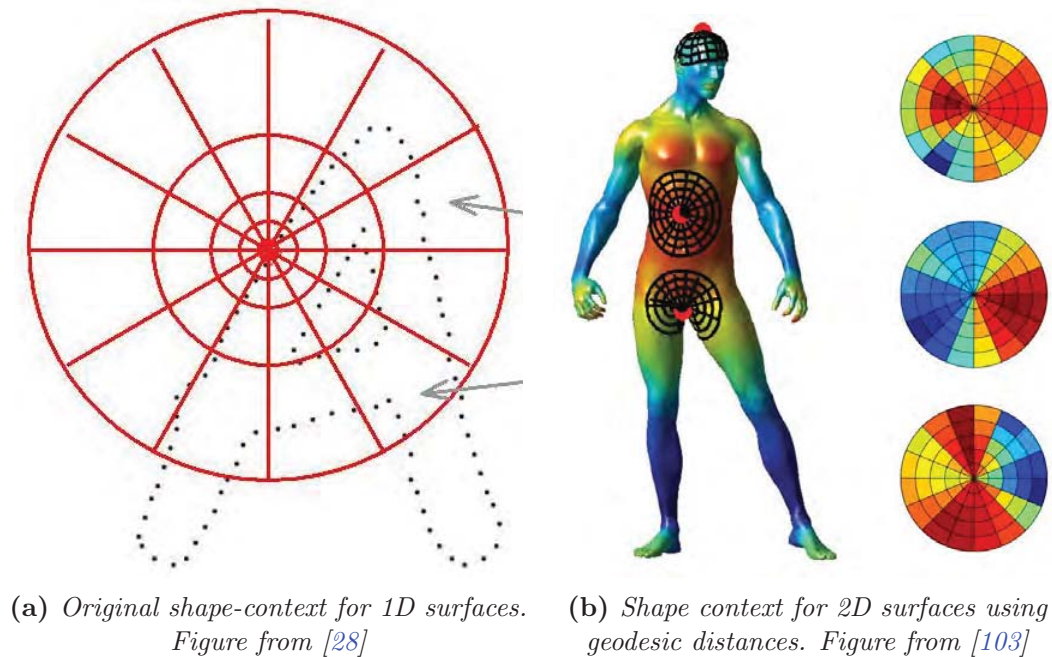 (a) Original shape-context for 1D surfaces.
Figure from [28]
(b) Shape context for 2D surfaces using
geodesic distances. Figure from [103]